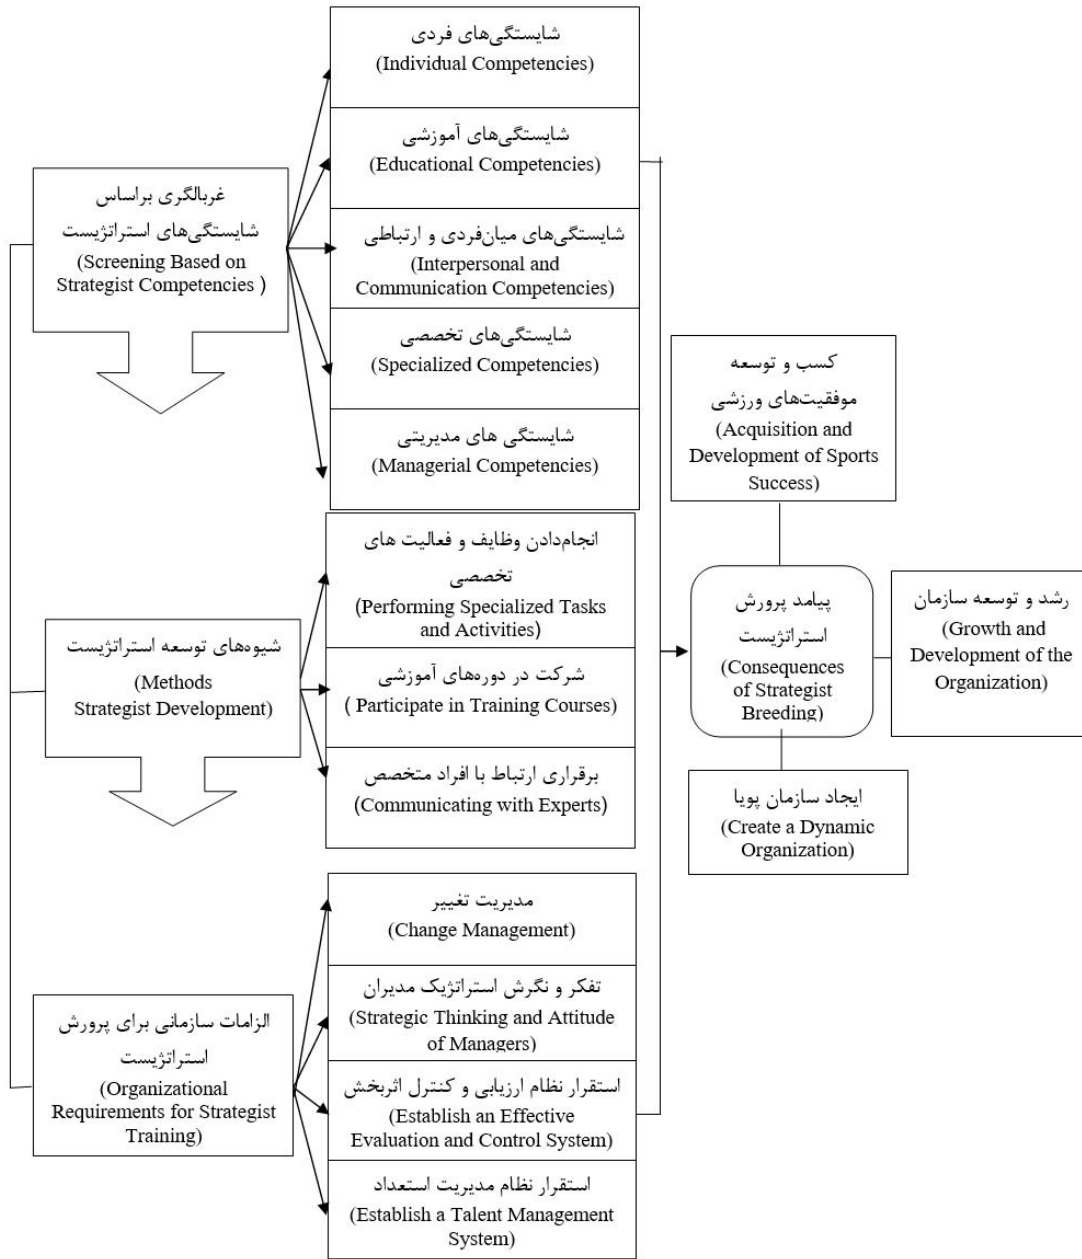 شایستگی‌های فردی
(Individual Competencies)
شایستگی‌های آموزشی
(Educational Competencies)
غربالگری براساس
شایستگی‌های استراتژیست
(Screening Based on
Strategist Competencies )
شایستگی‌های میان‌فردی و ارتباطی
(Interpersonal and
Communication Competencies)
شایستگی‌های تخصصی
(Specialized Competencies)
شایستگی های مدیریتی
(Managerial Competencies)
انجام‌دادن وظایف و فعالیت های
تخصصی
(Performing Specialized Tasks
and Activities)
شیوه‌های توسعه استراتژیست
(Methods
Strategist Development)
شرکت در دوره‌های آموزشی
( Participate in Training Courses)
برقراری ارتباط با افراد متخصص
(Communicating with Experts)
مدیریت تغییر
(Change Management)
تفکر و نگرش استراتژیک مدیران
(Strategic Thinking and Attitude
of Managers)
الزامات سازمانی برای پرورش
استراتژیست
(Organizational
Requirements for Strategist
Training)
استقرار نظام ارزیابی و کنترل اثربخش
(Establish an Effective
Evaluation and Control System)
استقرار نظام مدیریت استعداد
(Establish a Talent Management
System)
کسب و توسعه
موفقیت‌های ورزشی
(Acquisition and
Development of Sports
Success)
پیامد پرورش
استراتژیست
(Consequences
of Strategist
Breeding)
رشد و توسعه سازمان
(Growth and
Development of the
Organization)
ایجاد سازمان پویا
(Create a Dynamic
Organization)